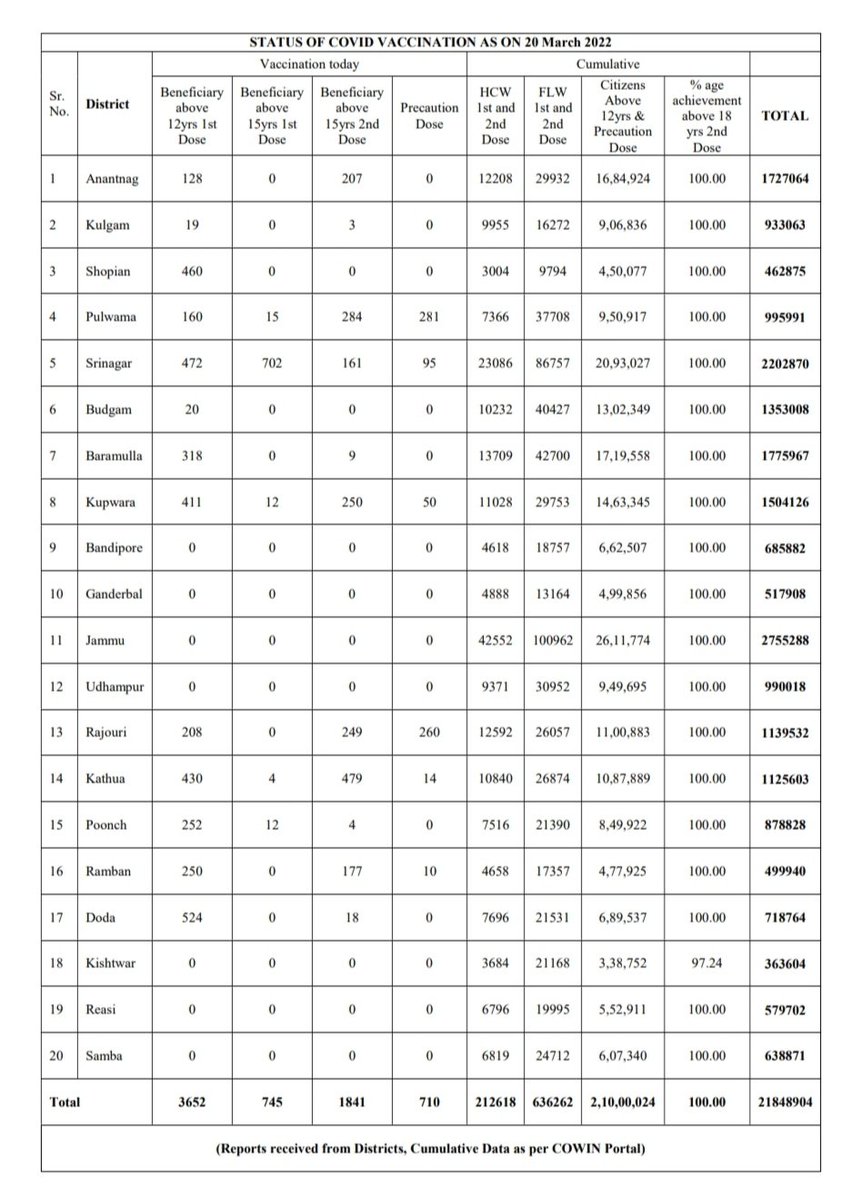 STATUS OF COVID VACCINATION AS ON 20 March 2022
Sr. No. District Vaccination today Cumulative TOTAL
Beneficiary above 12yrs 1st Dose Beneficiary above 15yrs 1st Dose Beneficiary above 15yrs 2nd Dose Precaution Dose HCW 1st and 2nd Dose FLW 1st and 2nd Dose Citizens Above 12yrs & Precaution Dose % age achievement above 18 yrs 2nd Dose
1 Anantnag 128 0 207 0 12208 29932 16,84,924 100.00 1727064
2 Kulgam 19 0 3 0 9955 16272 9,06,836 100.00 933063
3 Shopian 460 0 0 0 3004 9794 4,50,077 100.00 462875
4 Pulwama 160 15 284 281 7366 37708 9,50,917 100.00 995991
5 Srinagar 472 702 161 95 23086 86757 20,93,027 100.00 2202870
6 Budgam 20 0 0 0 10232 40427 13,02,349 100.00 1353008
7 Baramulla 318 0 9 0 13709 42700 17,19,558 100.00 1775967
8 Kupwara 411 12 250 50 11028 29753 14,63,345 100.00 1504126
9 Bandipore 0 0 0 0 4618 18757 6,62,507 100.00 685882
10 Ganderbal 0 0 0 0 4888 13164 4,99,856 100.00 517908
11 Jammu 0 0 0 0 42552 100962 26,11,774 100.00 2755288
12 Udhampur 0 0 0 0 9371 30952 9,49,695 100.00 990018
13 Rajouri 208 0 249 260 12592 26057 11,00,883 100.00 1139532
14 Kathua 430 4 479 14 10840 26874 10,87,889 100.00 1125603
15 Poonch 252 12 4 0 7516 21390 8,49,922 100.00 878828
16 Ramban 250 0 177 10 4658 17357 4,77,925 100.00 499940
17 Doda 524 0 18 0 7696 21531 6,89,537 100.00 718764
18 Kishtwar 0 0 0 0 3684 21168 3,38,752 97.24 363604
19 Reasi 0 0 0 0 6796 19995 5,52,911 100.00 579702
20 Samba 0 0 0 0 6819 24712 6,07,340 100.00 638871
Total 3652 745 1841 710 212618 636262 2,10,00,024 100.00 21848904
(Reports received from Districts, Cumulative Data as per COWIN Portal)